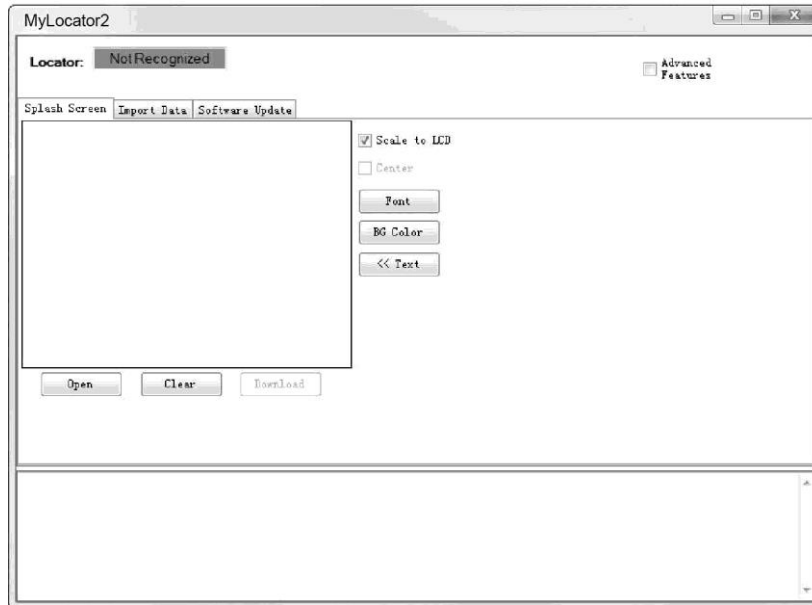 MyLocator2
Locator: Not Recognized
Advanced
Features
Splash Screen Import Data Software Update
Scale to LCD
Center
Font
BG Color
<< Text
Open Clear Download